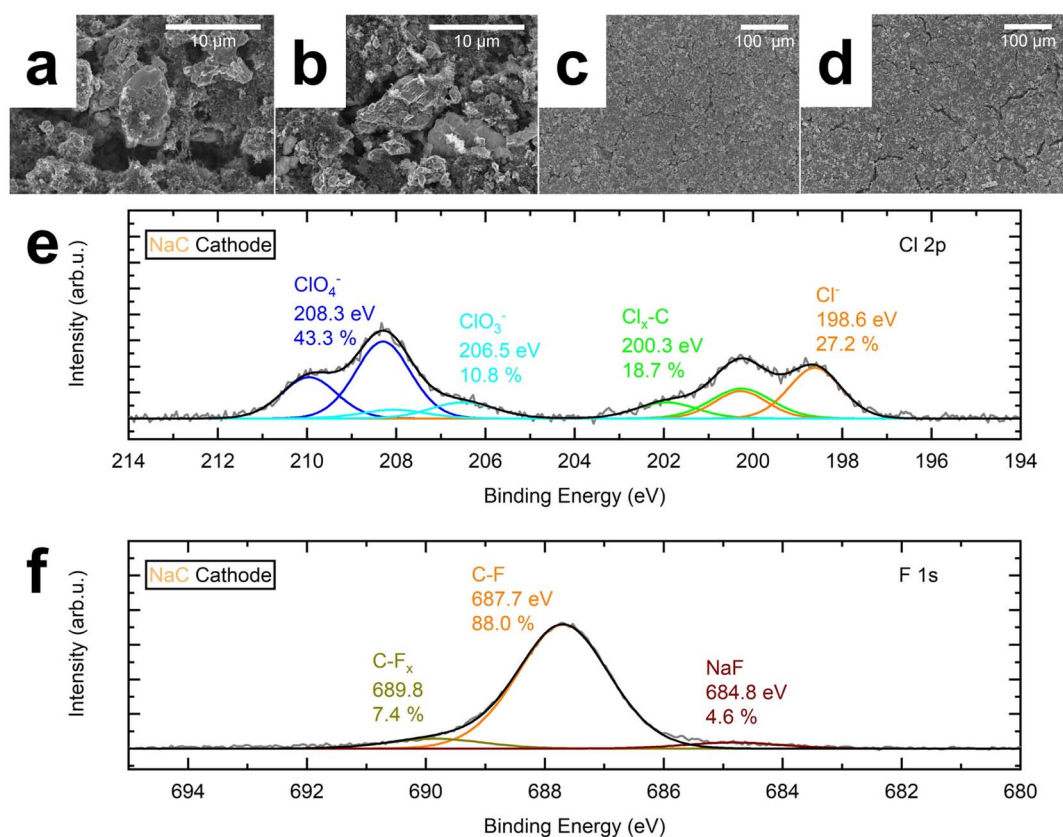 a
10 µm
b
10 µm
c
100 µm
d
100 µm
e
NaC Cathode
Cl 2p
ClO₄⁻
208.3 eV
43.3 %
ClO₃⁻
206.5 eV
10.8 %
Clₓ-C
200.3 eV
18.7 %
Cl⁻
198.6 eV
27.2 %
Intensity (arb.u.)
214 212 210 208 206 204 202 200 198 196 194
Binding Energy (eV)
f
NaC Cathode
F 1s
C-F
687.7 eV
88.0 %
C-Fₓ
689.8
7.4 %
NaF
684.8 eV
4.6 %
Intensity (arb.u.)
694 692 690 688 686 684 682 680
Binding Energy (eV)